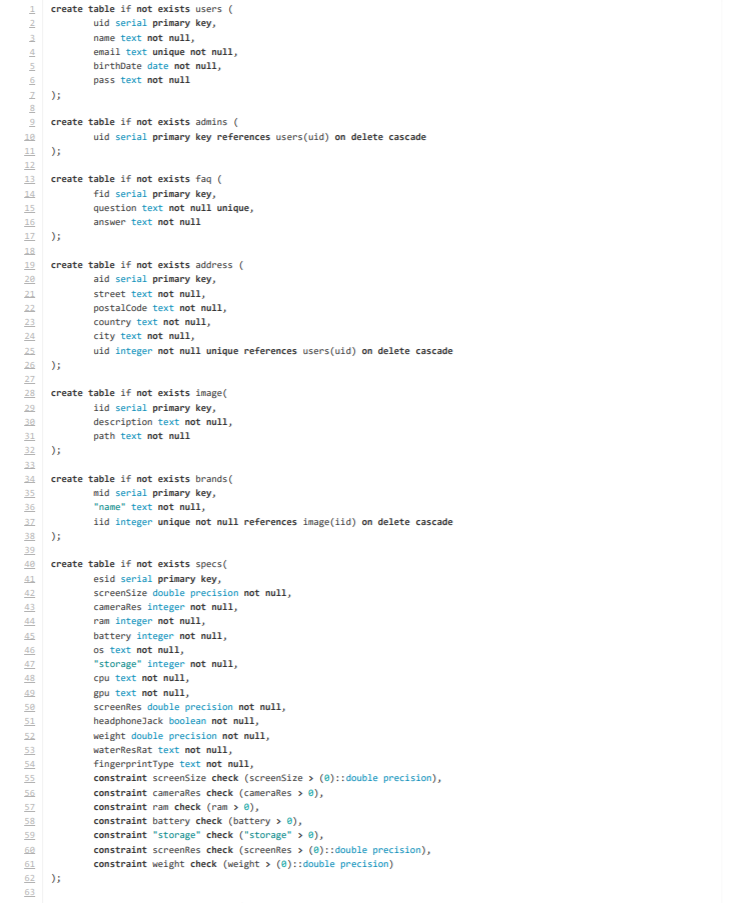 1 create table if not exists users (
2 uid serial primary key,
3 name text not null,
4 email text unique not null,
5 birthDate date not null,
6 pass text not null
7 );
8
9 create table if not exists admins (
10 uid serial primary key references users(uid) on delete cascade
11 );
12
13 create table if not exists faq (
14 fid serial primary key,
15 question text not null unique,
16 answer text not null
17 );
18
19 create table if not exists address (
20 aid serial primary key,
21 street text not null,
22 postalCode text not null,
23 country text not null,
24 city text not null,
25 uid integer not null unique references users(uid) on delete cascade
26 );
27
28 create table if not exists image(
29 iid serial primary key,
30 description text not null,
31 path text not null
32 );
33
34 create table if not exists brands(
35 mid serial primary key,
36 "name" text not null,
37 iid integer unique not null references image(iid) on delete cascade
38 );
39
40 create table if not exists specs(
41 esid serial primary key,
42 screenSize double precision not null,
43 cameraRes integer not null,
44 ram integer not null,
45 battery integer not null,
46 os text not null,
47 "storage" integer not null,
48 cpu text not null,
49 gpu text not null,
50 screenRes double precision not null,
51 headphoneJack boolean not null,
52 weight double precision not null,
53 waterResRat text not null,
54 fingerprintType text not null,
55 constraint screenSize check (screenSize > (0)::double precision),
56 constraint cameraRes check (cameraRes > 0),
57 constraint ram check (ram > 0),
58 constraint battery check (battery > 0),
59 constraint "storage" check ("storage" > 0),
60 constraint screenRes check (screenRes > (0)::double precision),
61 constraint weight check (weight > (0)::double precision)
62 );
63